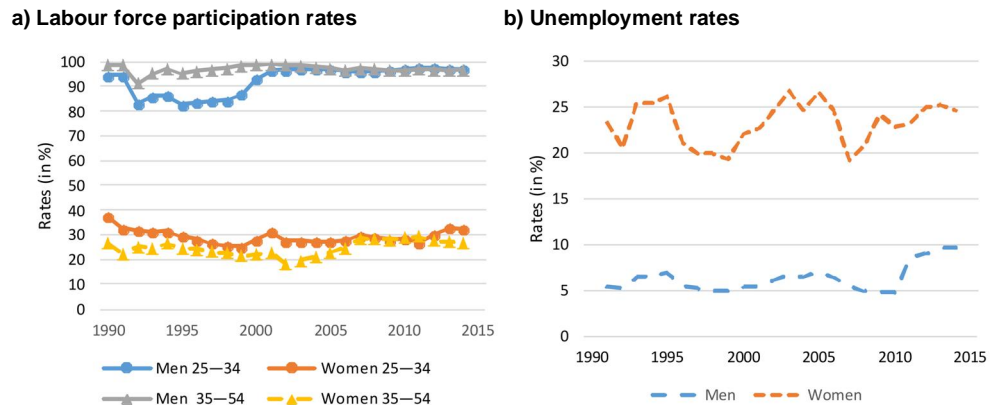 a) Labour force participation rates
Rates (in %)
100
90
80
70
60
50
40
30
20
10
0
1990 1995 2000 2005 2010 2015
Men 25—34 Women 25—34
Men 35—54 Women 35—54
b) Unemployment rates
Rates (in %)
30
25
20
15
10
5
0
1990 1995 2000 2005 2010 2015
Men Women